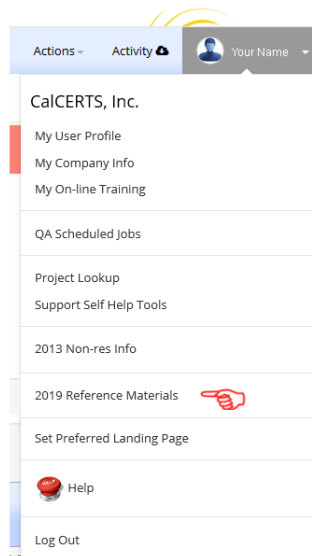 Actions Activity Your Name
CalCERTS, Inc.
My User Profile
My Company Info
My On-line Training
QA Scheduled Jobs
Project Lookup
Support Self Help Tools
2013 Non-res Info
2019 Reference Materials
Set Preferred Landing Page
HELP Help
Log Out